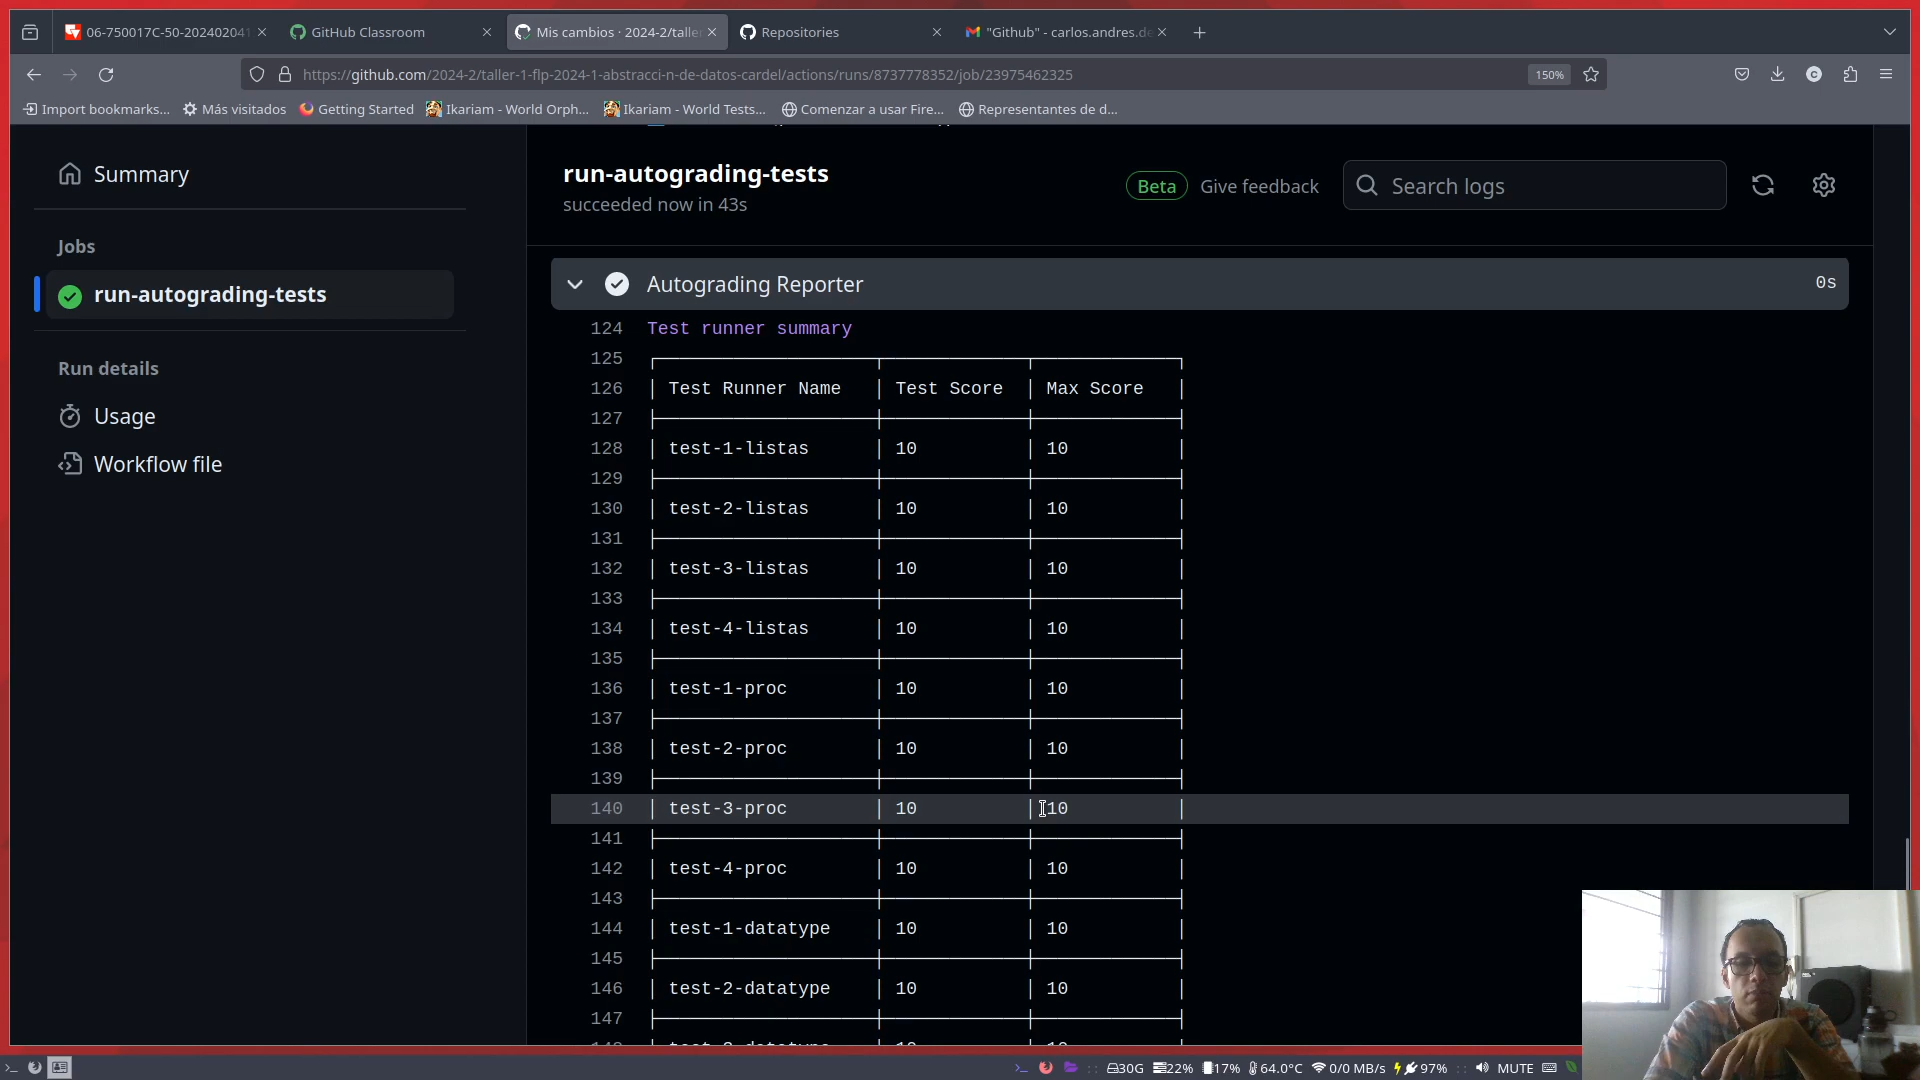 06-750017C-50-202402041
GitHub Classroom
Mis cambios · 2024-2/talle
Repositories
"Github" - carlos.andres.de
https://github.com/2024-2/taller-1-flp-2024-1-abstracci-n-de-datos-cardel/actions/runs/8737778352/job/23975462325
150%
Import bookmarks...
Más visitados
Getting Started
Ikariam - World Orph...
Ikariam - World Tests...
Comenzar a usar Fire...
Representantes de d...
Summary
Jobs
run-autograding-tests
Run details
Usage
Workflow file
run-autograding-tests
succeeded now in 43s
Beta
Give feedback
Search logs
Autograding Reporter
0s
124 Test runner summary
125
126 │ Test Runner Name │ Test Score │ Max Score │
127
128 │ test-1-listas │ 10 │ 10 │
129
130 │ test-2-listas │ 10 │ 10 │
131
132 │ test-3-listas │ 10 │ 10 │
133
134 │ test-4-listas │ 10 │ 10 │
135
136 │ test-1-proc │ 10 │ 10 │
137
138 │ test-2-proc │ 10 │ 10 │
139
140 │ test-3-proc │ 10 │ 10 │
141
142 │ test-4-proc │ 10 │ 10 │
143
144 │ test-1-datatype │ 10 │ 10 │
145
146 │ test-2-datatype │ 10 │ 10 │
147
30G 22% 17% 64.0°C 0/0 MB/s 97% MUTE